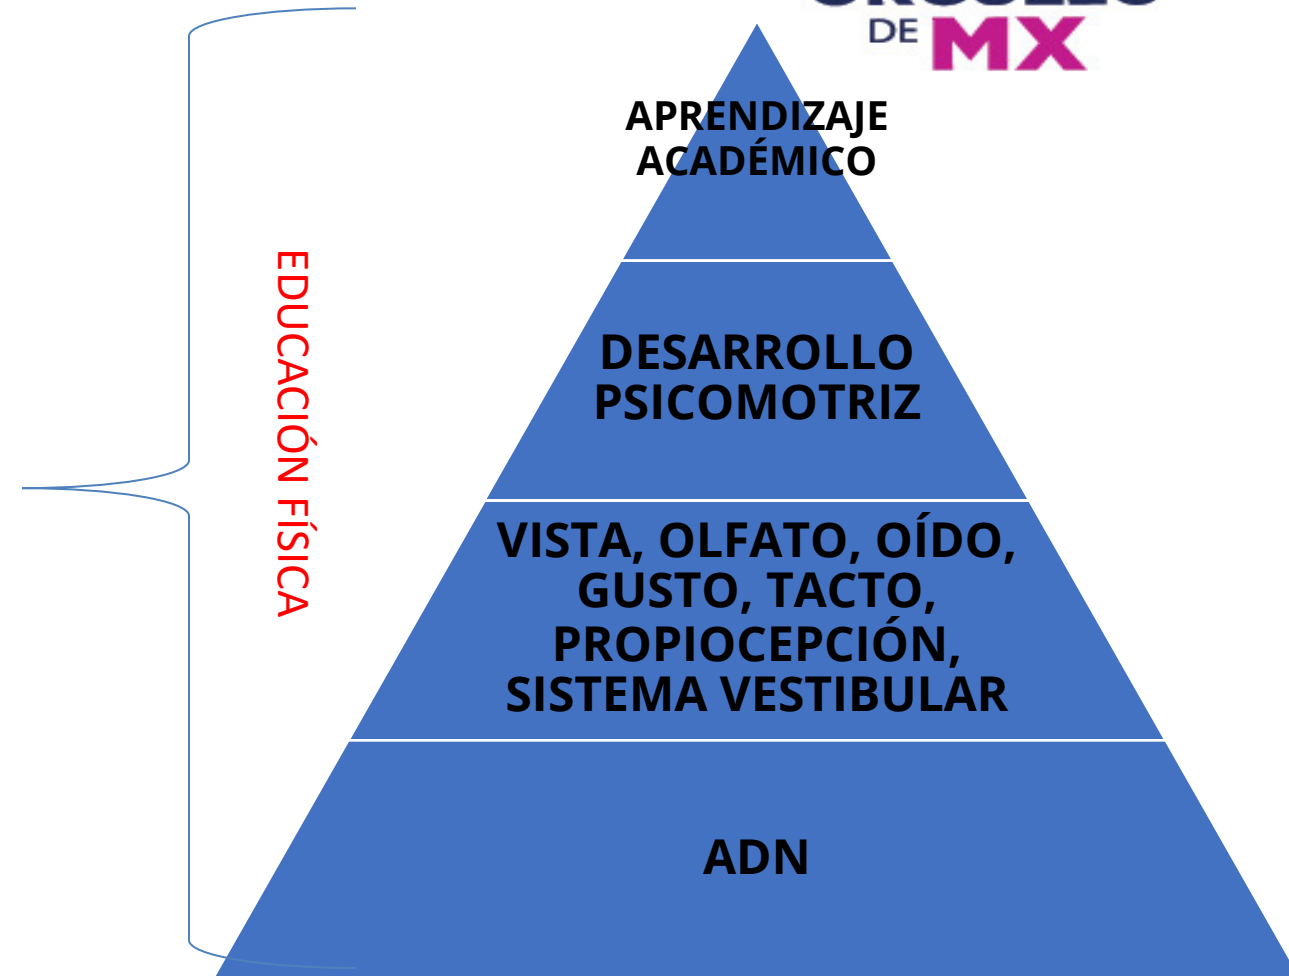 DE MX
APRENDIZAJE
ACADÉMICO
EDUCACIÓN FÍSICA
DESARROLLO
PSICOMOTRIZ
VISTA, OLFATO, OÍDO,
GUSTO, TACTO,
PROPIOCEPCIÓN,
SISTEMA VESTIBULAR
ADN